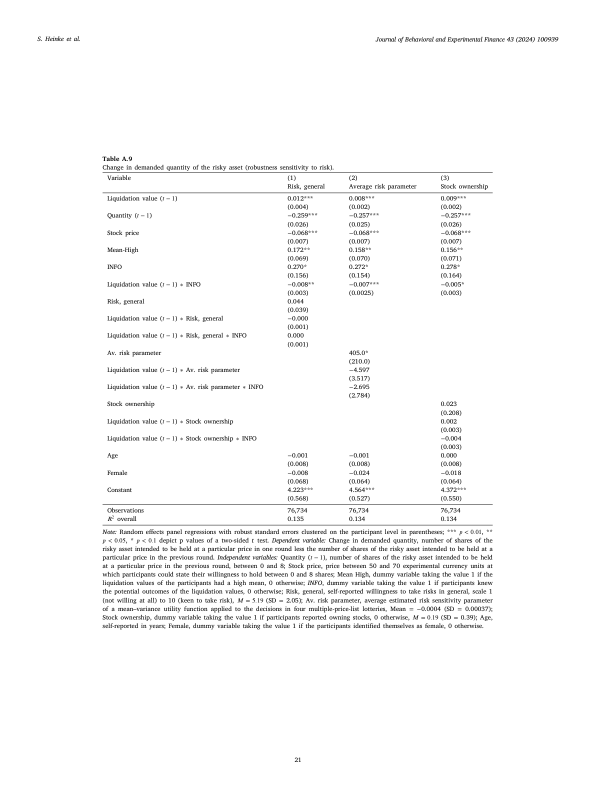 S. Heinke et al.
Journal of Behavioral and Experimental Finance 43 (2024) 100939
Table A.9
Change in demanded quantity of the risky asset (robustness sensitivity to risk).
Variable (1) (2) (3)
Risk, general Average risk parameter Stock ownership
Liquidation value (t − 1) 0.012*** 0.008*** 0.009***
(0.004) (0.002) (0.002)
Quantity (t − 1) −0.259*** −0.257*** −0.257***
(0.026) (0.025) (0.026)
Stock price −0.068*** −0.068*** −0.068***
(0.007) (0.007) (0.007)
Mean-High 0.172** 0.158** 0.156**
(0.069) (0.070) (0.071)
INFO 0.270* 0.272* 0.278*
(0.156) (0.154) (0.164)
Liquidation value (t − 1) ∗ INFO −0.008** −0.007*** −0.005*
(0.003) (0.0025) (0.003)
Risk, general 0.044
(0.039)
Liquidation value (t − 1) ∗ Risk, general −0.000
(0.001)
Liquidation value (t − 1) ∗ Risk, general ∗ INFO 0.000
(0.001)
Av. risk parameter 405.0*
(210.0)
Liquidation value (t − 1) ∗ Av. risk parameter −4.597
(3.517)
Liquidation value (t − 1) ∗ Av. risk parameter ∗ INFO −2.695
(2.784)
Stock ownership 0.023
(0.208)
Liquidation value (t − 1) ∗ Stock ownership 0.002
(0.003)
Liquidation value (t − 1) ∗ Stock ownership ∗ INFO −0.004
(0.003)
Age −0.001 −0.001 0.000
(0.008) (0.008) (0.008)
Female −0.008 −0.024 −0.018
(0.068) (0.064) (0.064)
Constant 4.223*** 4.564*** 4.372***
(0.568) (0.527) (0.550)
Observations 76,734 76,734 76,734
R² overall 0.135 0.134 0.134
Note: Random effects panel regressions with robust standard errors clustered on the participant level in parentheses; *** p < 0.01, **
p < 0.05, * p < 0.1 depict p values of a two-sided t test. Dependent variable: Change in demanded quantity, number of shares of the
risky asset intended to be held at a particular price in one round less the number of shares of the risky asset intended to be held at a
particular price in the previous round. Independent variables: Quantity (t − 1), number of shares of the risky asset intended to be held
at a particular price in the previous round, between 0 and 8; Stock price, price between 50 and 70 experimental currency units at
which participants could state their willingness to hold between 0 and 8 shares; Mean High, dummy variable taking the value 1 if the
liquidation values of the participants had a high mean, 0 otherwise; INFO, dummy variable taking the value 1 if participants knew
the potential outcomes of the liquidation values, 0 otherwise; Risk, general, self-reported willingness to take risks in general, scale 1
(not willing at all) to 10 (keen to take risk), M = 5.19 (SD = 2.05); Av. risk parameter, average estimated risk sensitivity parameter
of a mean–variance utility function applied to the decisions in four multiple-price-list lotteries, Mean = −0.0004 (SD = 0.00037);
Stock ownership, dummy variable taking the value 1 if participants reported owning stocks, 0 otherwise, M = 0.19 (SD = 0.39); Age,
self-reported in years; Female, dummy variable taking the value 1 if the participants identified themselves as female, 0 otherwise.
21